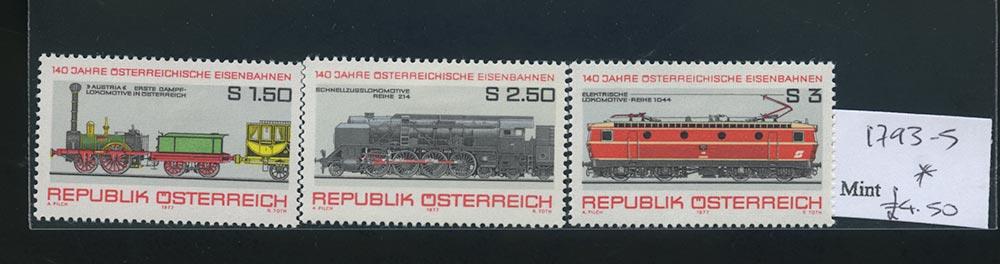 140 JAHRE ÖSTERREICHISCHE EISENBAHNEN
»AUSTRIA« ERSTE DAMPF-
LOKOMOTIVE IN ÖSTERREICH
S 1.50
REPUBLIK ÖSTERREICH
A. PILCH 1977 R. TOTH
140 JAHRE ÖSTERREICHISCHE EISENBAHNEN
SCHNELLZUGSLOKOMOTIVE
REIHE 214
S 2.50
REPUBLIK ÖSTERREICH
A. PILCH 1977 R. TOTH
140 JAHRE ÖSTERREICHISCHE EISENBAHNEN
ELEKTRISCHE
LOKOMOTIVE · REIHE 1044
S 3
REPUBLIK ÖSTERREICH
A. PILCH 1977 R. TOTH
1793-5
*
Mint £4.50